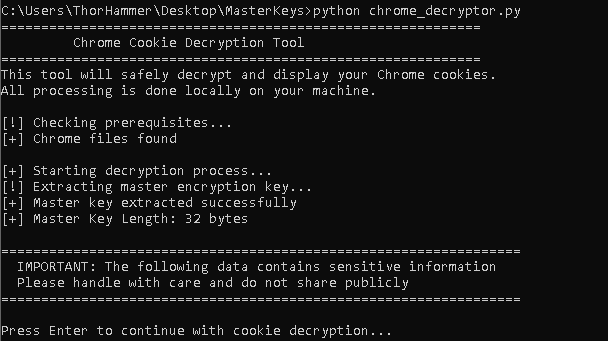 C:\Users\ThorHammer\Desktop\MasterKeys>python chrome_decryptor.py
============================================================
Chrome Cookie Decryption Tool
============================================================
This tool will safely decrypt and display your Chrome cookies.
All processing is done locally on your machine.
[!] Checking prerequisites...
[+] Chrome files found
[+] Starting decryption process...
[!] Extracting master encryption key...
[+] Master key extracted successfully
[+] Master Key Length: 32 bytes
=================================================================
IMPORTANT: The following data contains sensitive information
Please handle with care and do not share publicly
=================================================================
Press Enter to continue with cookie decryption...